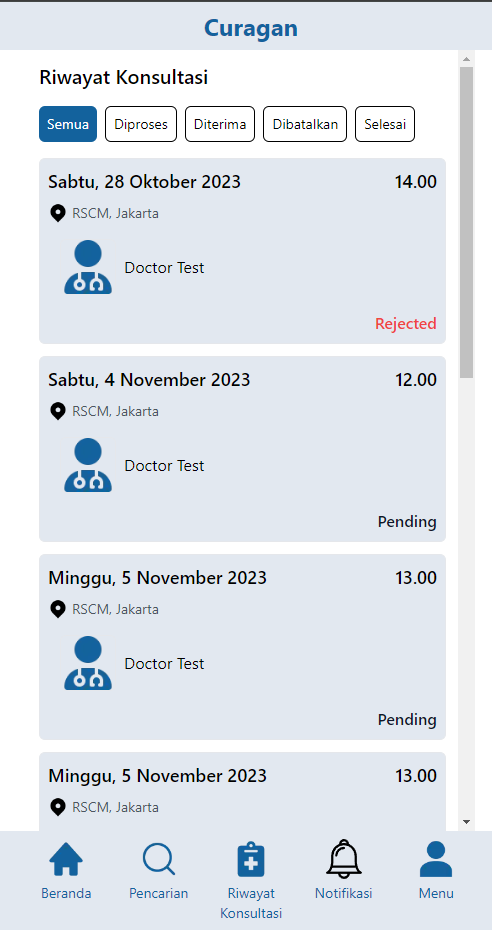 Curagan
Riwayat Konsultasi
Semua Diproses Diterima Dibatalkan Selesai
Sabtu, 28 Oktober 2023 14.00
RSCM, Jakarta
Doctor Test
Rejected
Sabtu, 4 November 2023 12.00
RSCM, Jakarta
Doctor Test
Pending
Minggu, 5 November 2023 13.00
RSCM, Jakarta
Doctor Test
Pending
Minggu, 5 November 2023 13.00
RSCM, Jakarta
Beranda Pencarian Riwayat Notifikasi Menu
Konsultasi